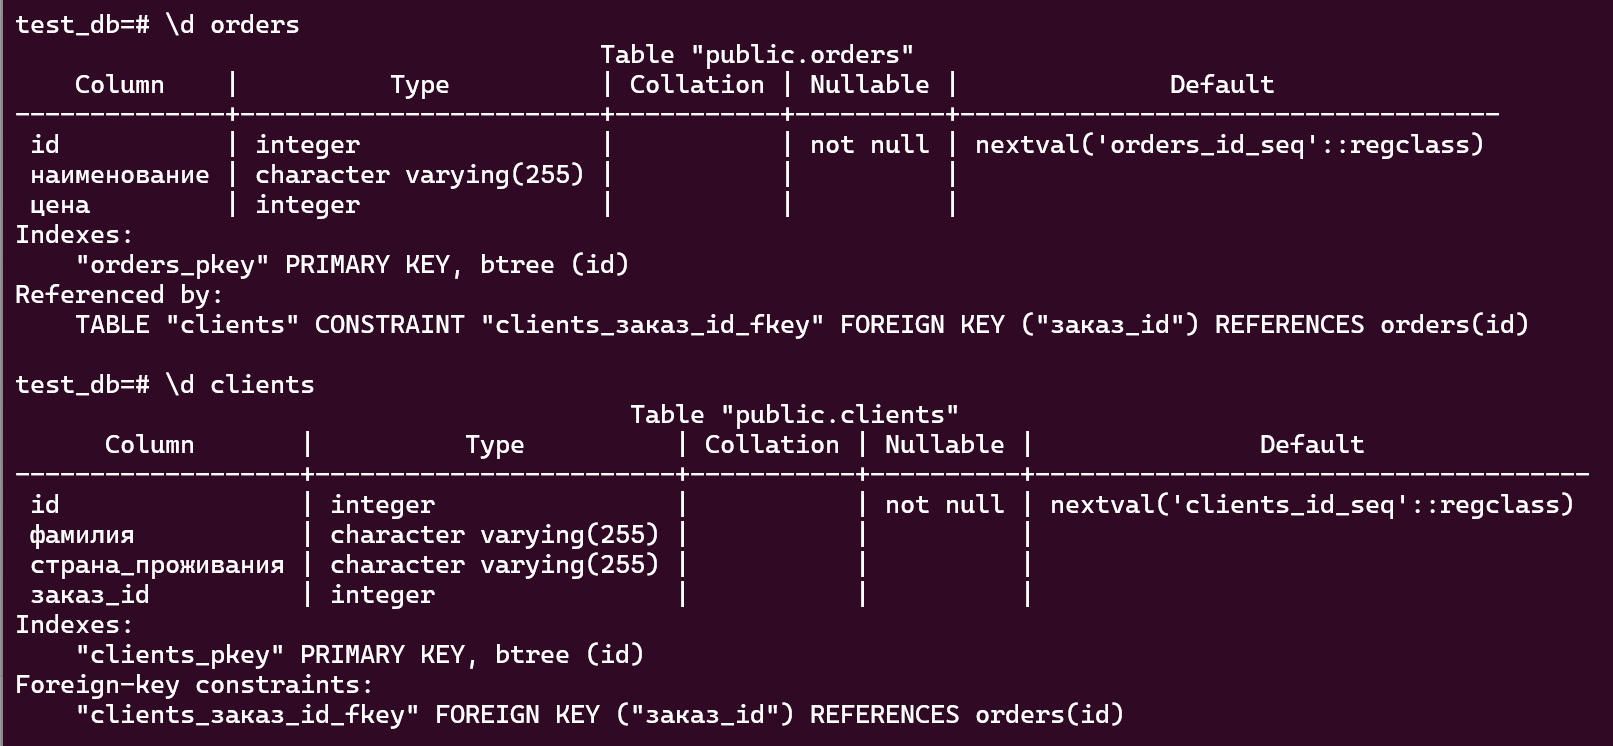 test_db=# \d orders
                                       Table "public.orders"
    Column    |          Type          | Collation | Nullable |              Default
--------------+------------------------+-----------+----------+------------------------------------
 id           | integer                |           | not null | nextval('orders_id_seq'::regclass)
 наименование | character varying(255) |           |          |
 цена         | integer                |           |          |
Indexes:
    "orders_pkey" PRIMARY KEY, btree (id)
Referenced by:
    TABLE "clients" CONSTRAINT "clients_заказ_id_fkey" FOREIGN KEY ("заказ_id") REFERENCES orders(id)

test_db=# \d clients
                                         Table "public.clients"
      Column       |          Type          | Collation | Nullable |               Default
-------------------+------------------------+-----------+----------+-------------------------------------
 id                | integer                |           | not null | nextval('clients_id_seq'::regclass)
 фамилия           | character varying(255) |           |          |
 страна_проживания | character varying(255) |           |          |
 заказ_id          | integer                |           |          |
Indexes:
    "clients_pkey" PRIMARY KEY, btree (id)
Foreign-key constraints:
    "clients_заказ_id_fkey" FOREIGN KEY ("заказ_id") REFERENCES orders(id)